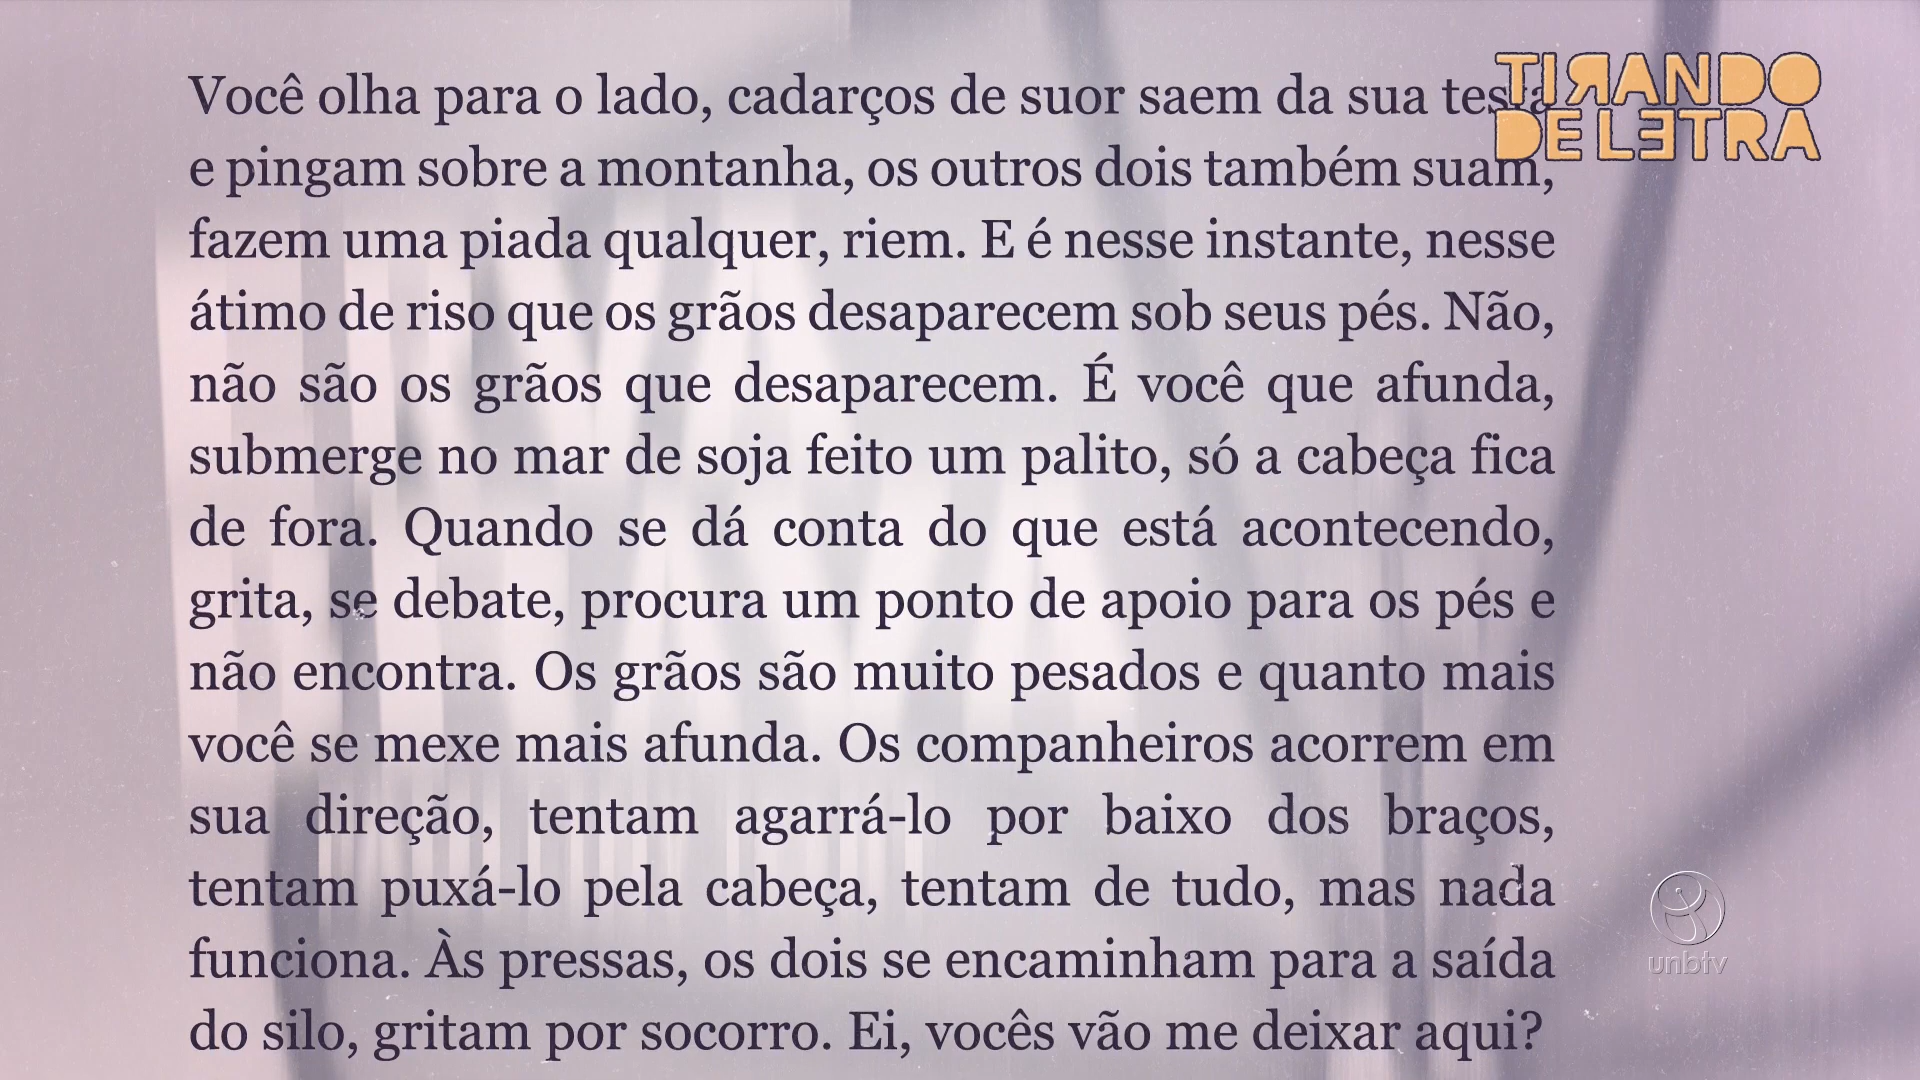 Você olha para o lado, cadarços de suor saem da sua testa
e pingam sobre a montanha, os outros dois também suam,
fazem uma piada qualquer, riem. E é nesse instante, nesse
átimo de riso que os grãos desaparecem sob seus pés. Não,
não são os grãos que desaparecem. É você que afunda,
submerge no mar de soja feito um palito, só a cabeça fica
de fora. Quando se dá conta do que está acontecendo,
grita, se debate, procura um ponto de apoio para os pés e
não encontra. Os grãos são muito pesados e quanto mais
você se mexe mais afunda. Os companheiros acorrem em
sua direção, tentam agarrá-lo por baixo dos braços,
tentam puxá-lo pela cabeça, tentam de tudo, mas nada
funciona. Às pressas, os dois se encaminham para a saída
do silo, gritam por socorro. Ei, vocês vão me deixar aqui?
TIRANDO
DE LETRA
unbtv